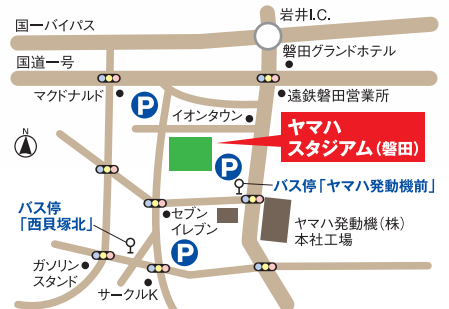 岩井I.C.
国一バイパス
磐田グランドホテル
国道一号
マクドナルド
P
遠鉄磐田営業所
イオンタウン
ヤマハ
スタジアム(磐田)
N
P
バス停「ヤマハ発動機前」
バス停
「西貝塚北」
セブン
イレブン
ヤマハ発動機(株)
本社工場
P
ガソリン
スタンド
サークルK